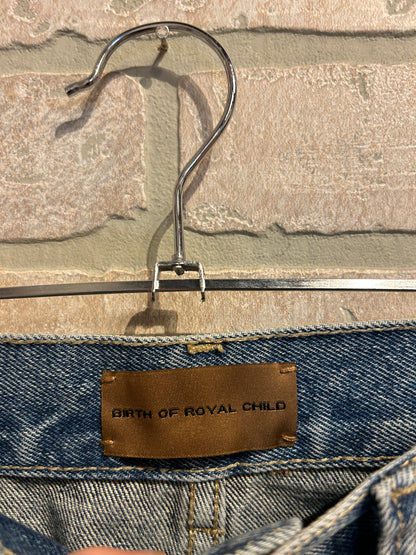 BIRTH OF ROYAL CHILD